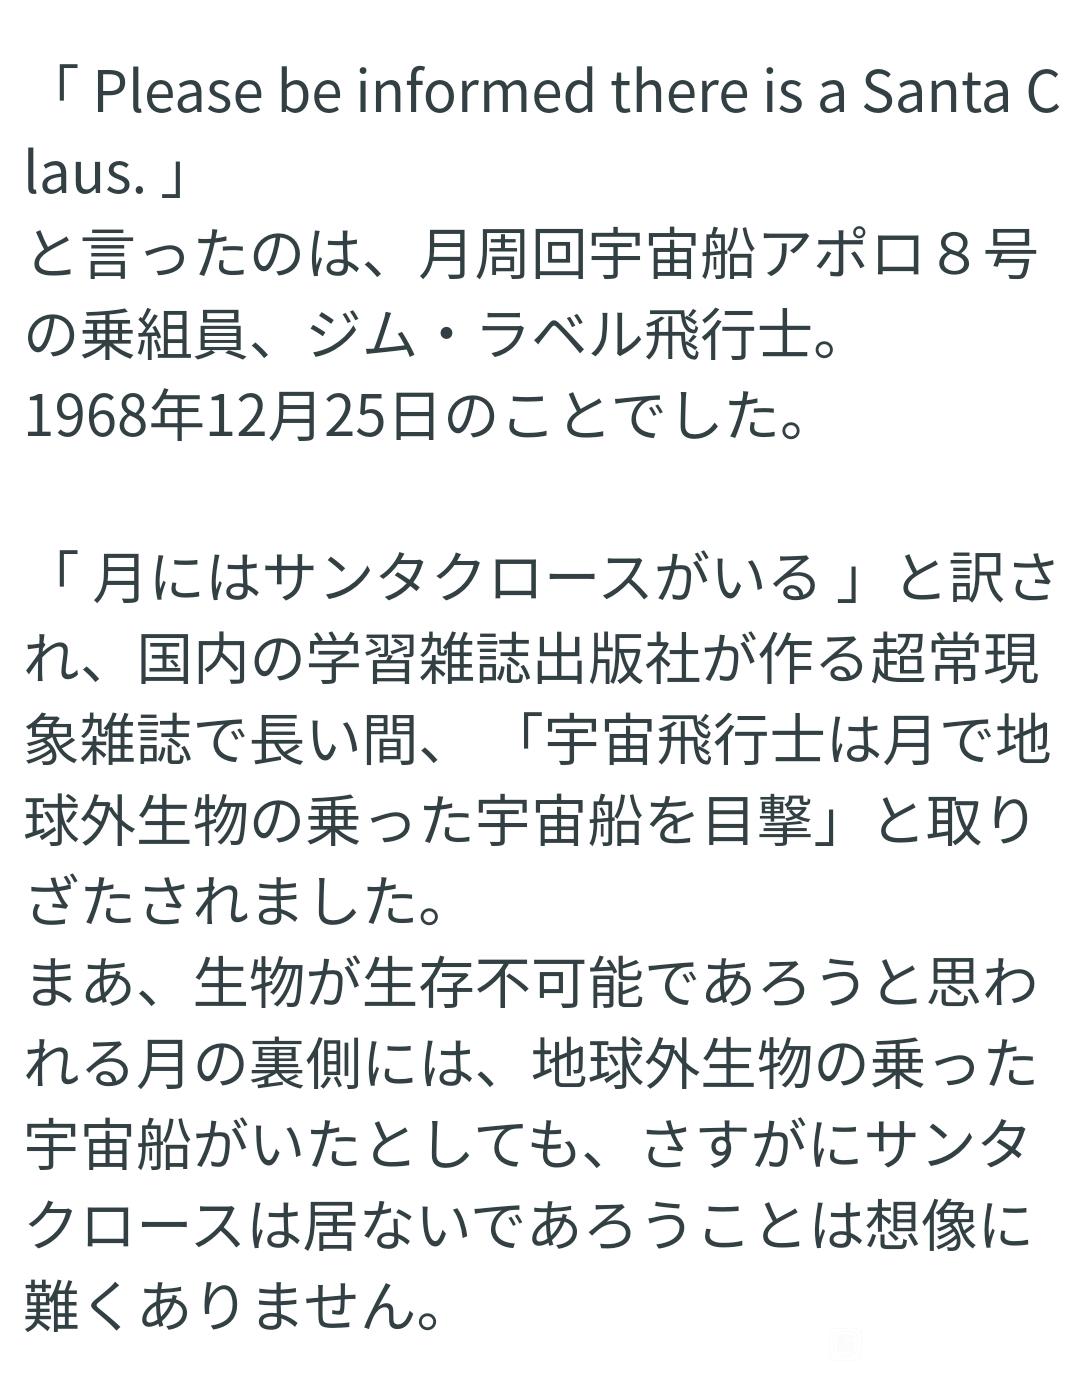 「 Please be informed there is a Santa C
laus. 」
と言ったのは、月周回宇宙船アポロ８号
の乗組員、ジム・ラベル飛行士。
1968年12月25日のことでした。
「 月にはサンタクロースがいる 」と訳さ
れ、国内の学習雑誌出版社が作る超常現
象雑誌で長い間、「宇宙飛行士は月で地
球外生物の乗った宇宙船を目撃」と取り
ざたされました。
まあ、生物が生存不可能であろうと思わ
れる月の裏側には、地球外生物の乗った
宇宙船がいたとしても、さすがにサンタ
クロースは居ないであろうことは想像に
難くありません。